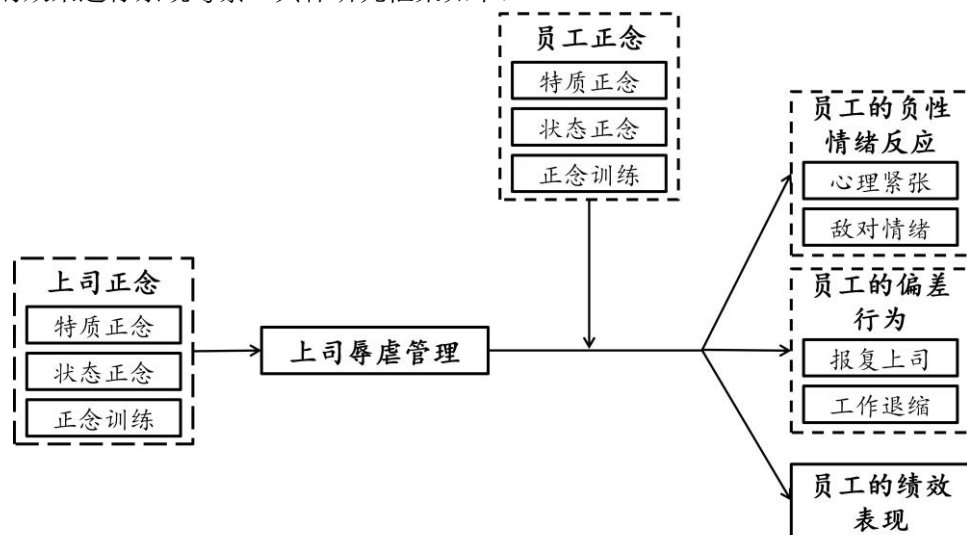 员工正念
特质正念
状态正念
正念训练
员工的负性
情绪反应
心理紧张
敌对情绪
上司正念
特质正念
状态正念
正念训练
上司辱虐管理
员工的偏差
行为
报复上司
工作退缩
员工的绩效
表现